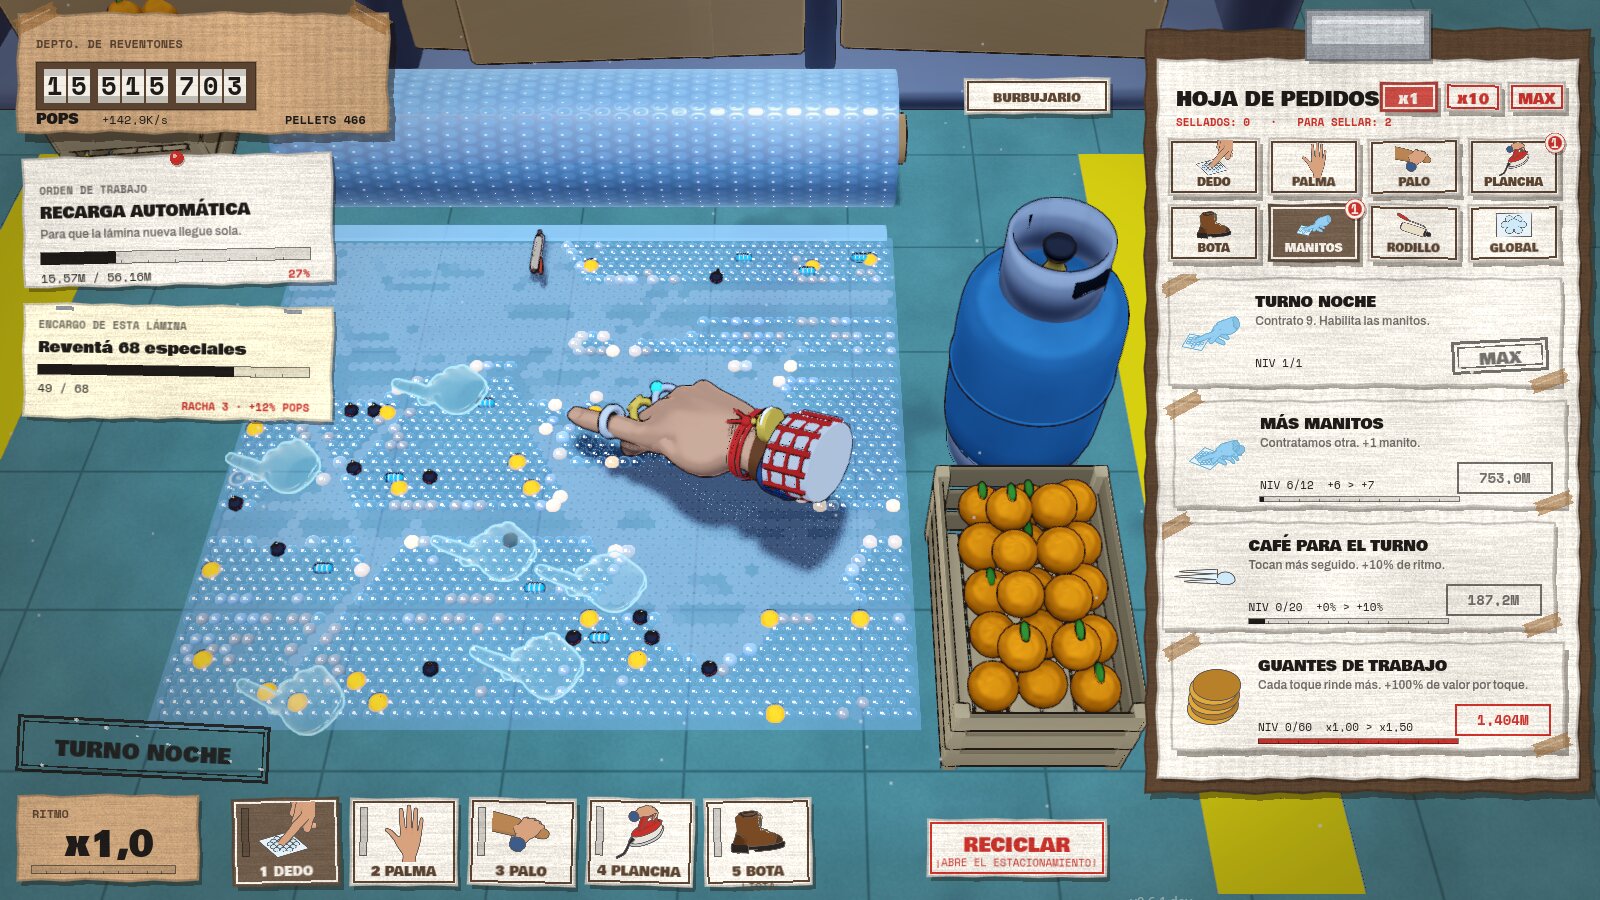 DEPTO. DE REVENTONES
15 515 703
POPS +142,9K/s PELLETS 466
ORDEN DE TRABAJO
RECARGA AUTOMÁTICA
Para que la lámina nueva llegue sola.
15,57M / 56,16M 27%
ENCARGO DE ESTA LÁMINA
Reventá 68 especiales
49 / 68
RACHA 3 · +12% POPS
BURBUJARIO
HOJA DE PEDIDOS x1 x10 MAX
SELLADOS: 0 · PARA SELLAR: 2
DEDO PALMA PALO PLANCHA 1
BOTA MANITOS 1 RODILLO GLOBAL
TURNO NOCHE
Contrato 9. Habilita las manitos.
NIV 1/1 MAX
MÁS MANITOS
Contratamos otra. +1 manito.
NIV 6/12 +6 > +7 753,0M
CAFÉ PARA EL TURNO
Tocan más seguido. +10% de ritmo.
NIV 0/20 +0% > +10% 187,2M
GUANTES DE TRABAJO
Cada toque rinde más. +100% de valor por toque.
NIV 0/60 x1,00 > x1,50 1,404M
TURNO NOCHE
RITMO
x1,0
1 DEDO 2 PALMA 3 PALO 4 PLANCHA 5 BOTA
RECICLAR
¡ABRE EL ESTACIONAMIENTO!